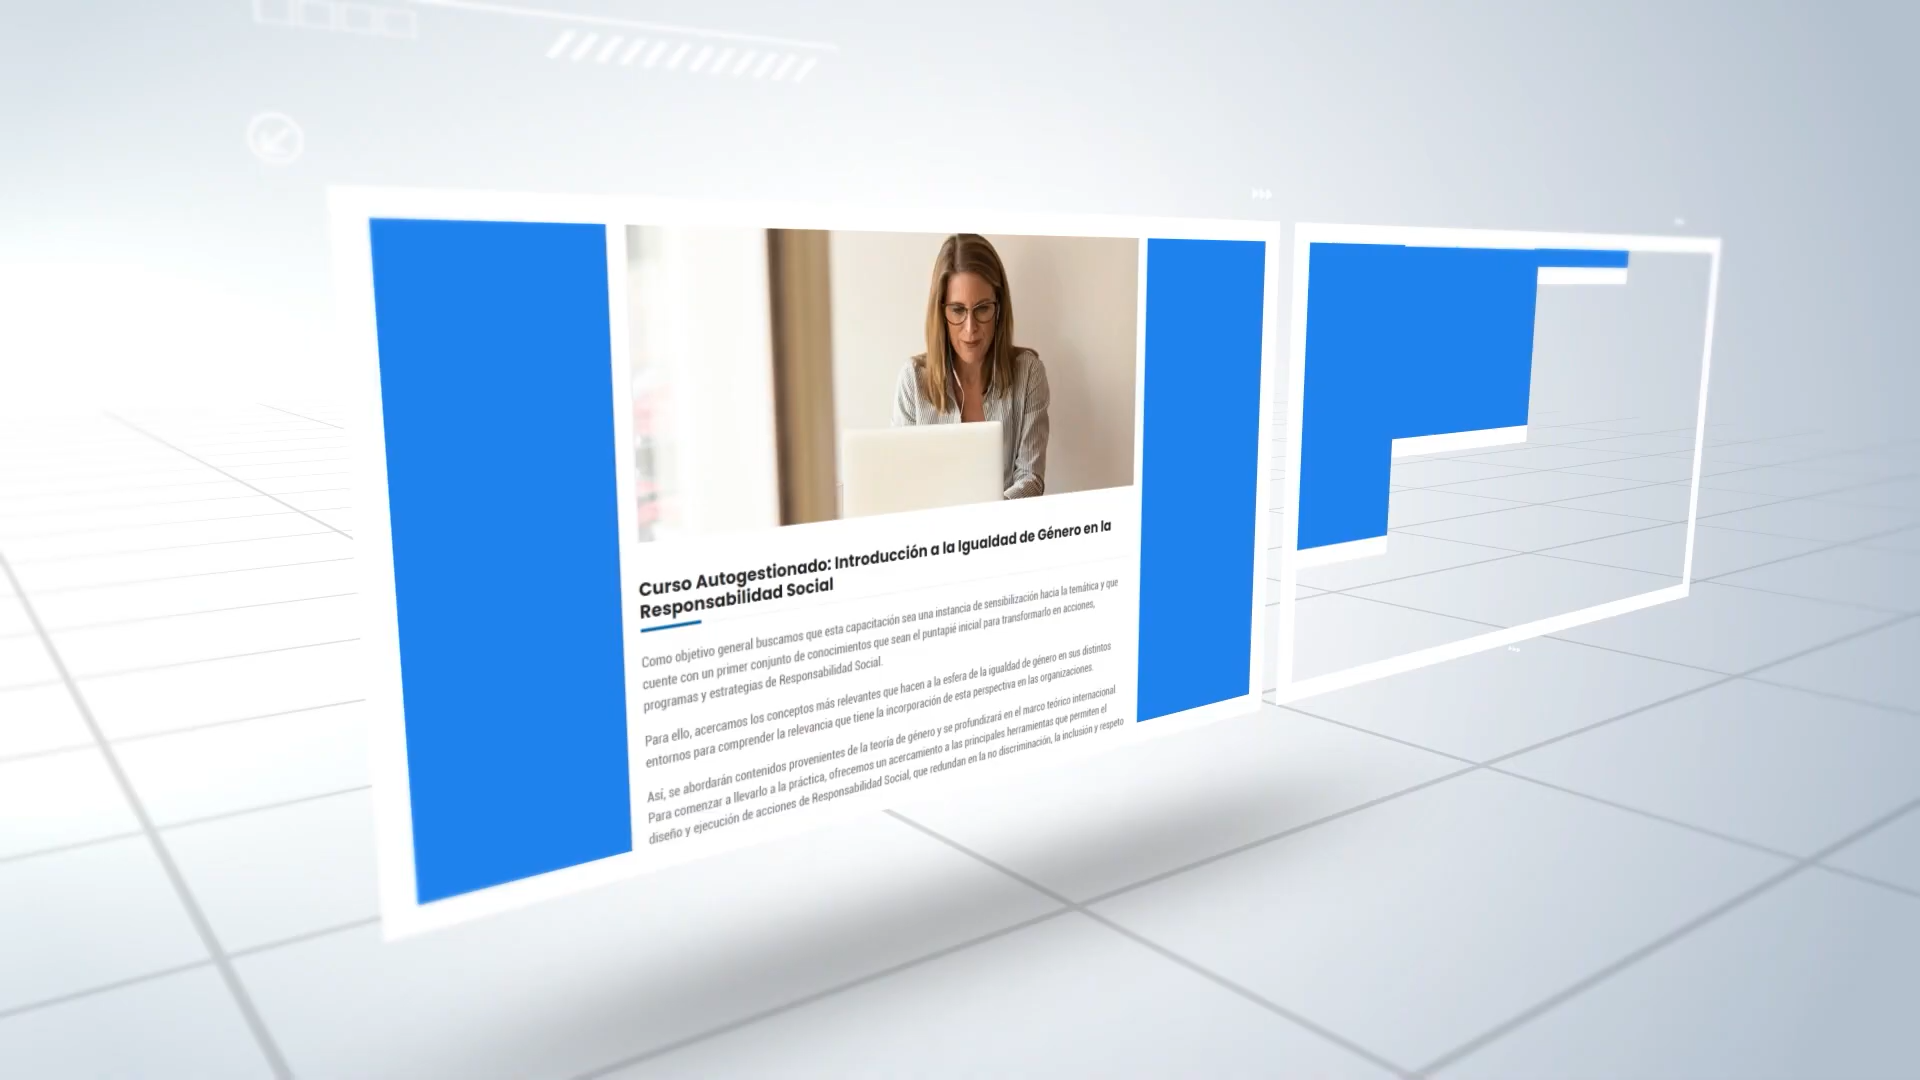 Curso Autogestionado: Introducción a la Igualdad de Género en la
Responsabilidad Social
Como objetivo general buscamos que esta capacitación sea una instancia de sensibilización hacia la temática y que
cuente con un primer conjunto de conocimientos que sean el puntapié inicial para transformarlo en acciones,
programas y estrategias de Responsabilidad Social.
Para ello, acercamos los conceptos más relevantes que hacen a la esfera de la igualdad de género en sus distintos
entornos para comprender la relevancia que tiene la incorporación de esta perspectiva en las organizaciones.
Así, se abordarán contenidos provenientes de la teoría de género y se profundizará en el marco teórico internacional
Para comenzar a llevarlo a la práctica, ofrecemos un acercamiento a las principales herramientas que permiten el
diseño y ejecución de acciones de Responsabilidad Social, que redundan en la no discriminación, la inclusión y respeto